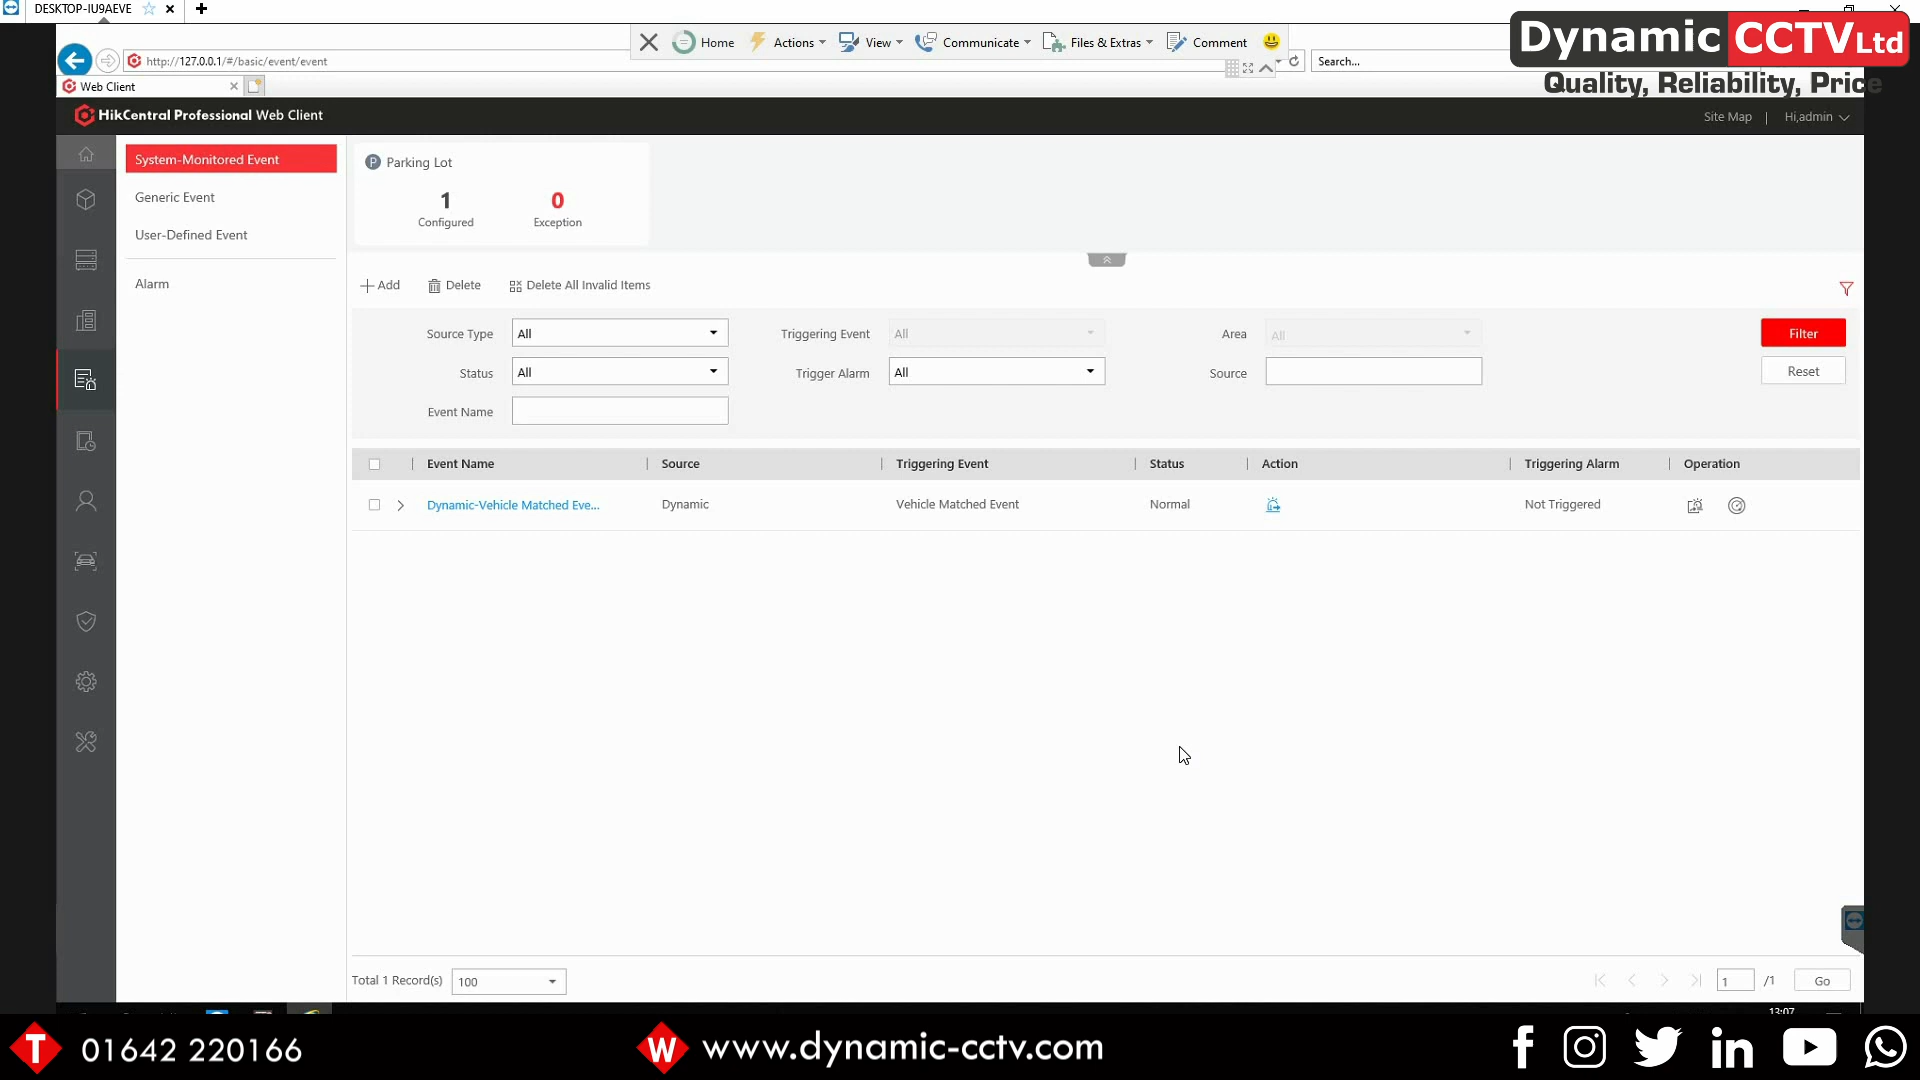 DESKTOP-IU9AEVE
Dynamic CCTV Ltd
Quality, Reliability, Price
Home Actions View Communicate Files & Extras Comment
http://127.0.0.1/#/basic/event/event
Search...
Web Client
HikCentral Professional Web Client
Site Map | Hi,admin
System-Monitored Event
Generic Event
User-Defined Event
Alarm
P Parking Lot
1 0
Configured Exception
Add Delete Delete All Invalid Items
Source Type All Triggering Event All Area All Filter
Status All Trigger Alarm All Source Reset
Event Name
Event Name Source Triggering Event Status Action Triggering Alarm Operation
Dynamic-Vehicle Matched Eve... Dynamic Vehicle Matched Event Normal Not Triggered
Total 1 Record(s) 100 1 /1 Go
13:07
T 01642 220166 W www.dynamic-cctv.com